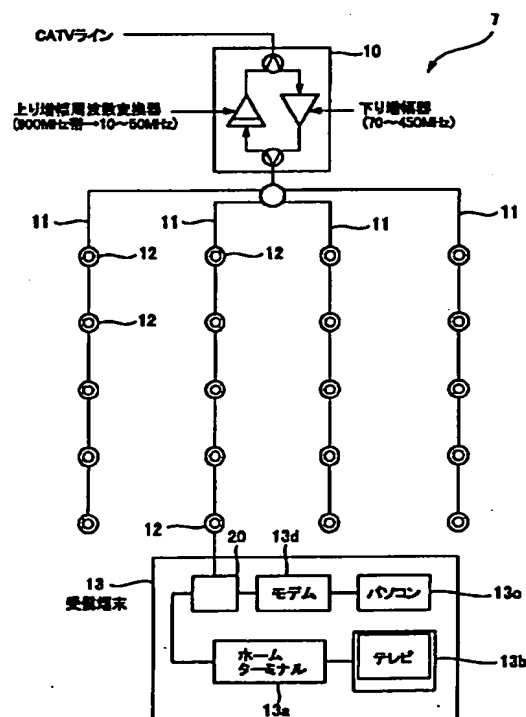 7
CATVライン
10
上り増幅周波数変換器
(900MHz帯→10~50MHz)
下り増幅器
(70~450MHz)
11
11
11
11
12
12
12
12
20
13d
13
受信端末
モデム
パソコン
13c
ホーム
ターミナル
テレビ
13b
13a